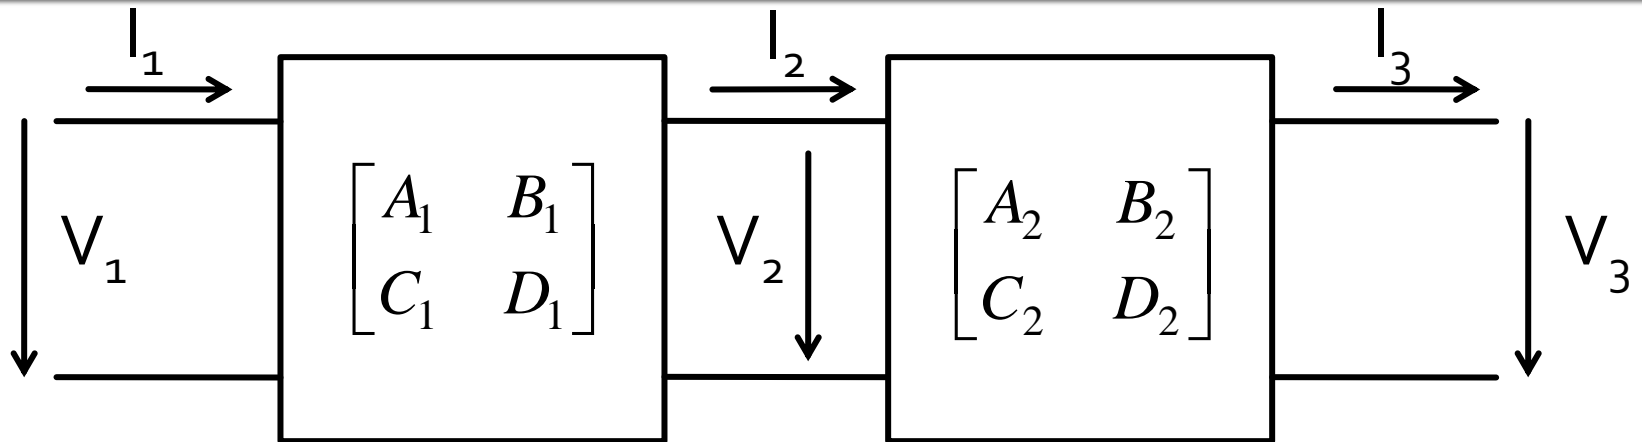 I₁ I₂ I₃
V₁ [A₁ B₁ V₂ [A₂ B₂ V₃
C₁ D₁] C₂ D₂]